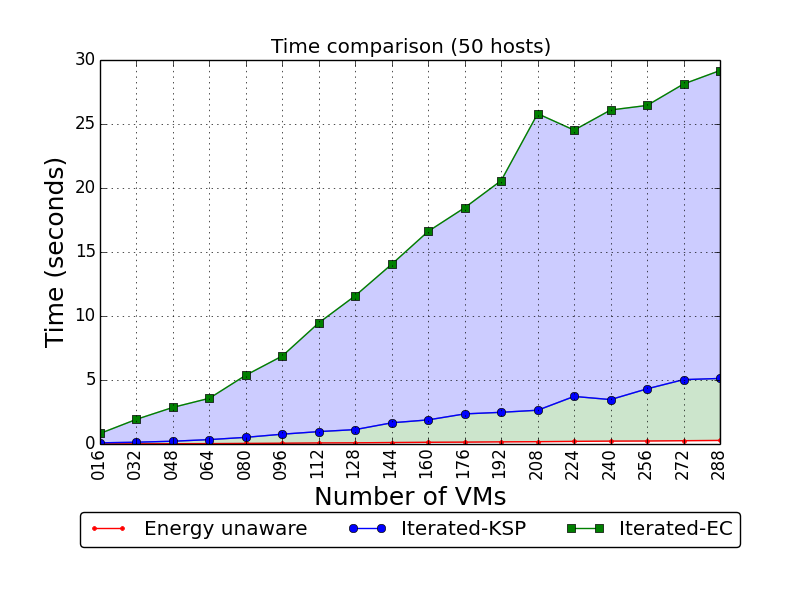 Time comparison (50 hosts)
30
25
20
15
10
5
0
Time (seconds)
016 032 048 064 080 096 112 128 144 160 176 192 208 224 240 256 272 288
Number of VMs
Energy unaware Iterated-KSP Iterated-EC